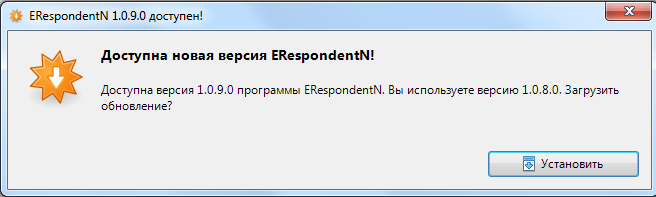 ERespondentN 1.0.9.0 доступен!
Доступна новая версия ERespondentN!
Доступна версия 1.0.9.0 программы ERespondentN. Вы используете версию 1.0.8.0. Загрузить
обновление?
Установить